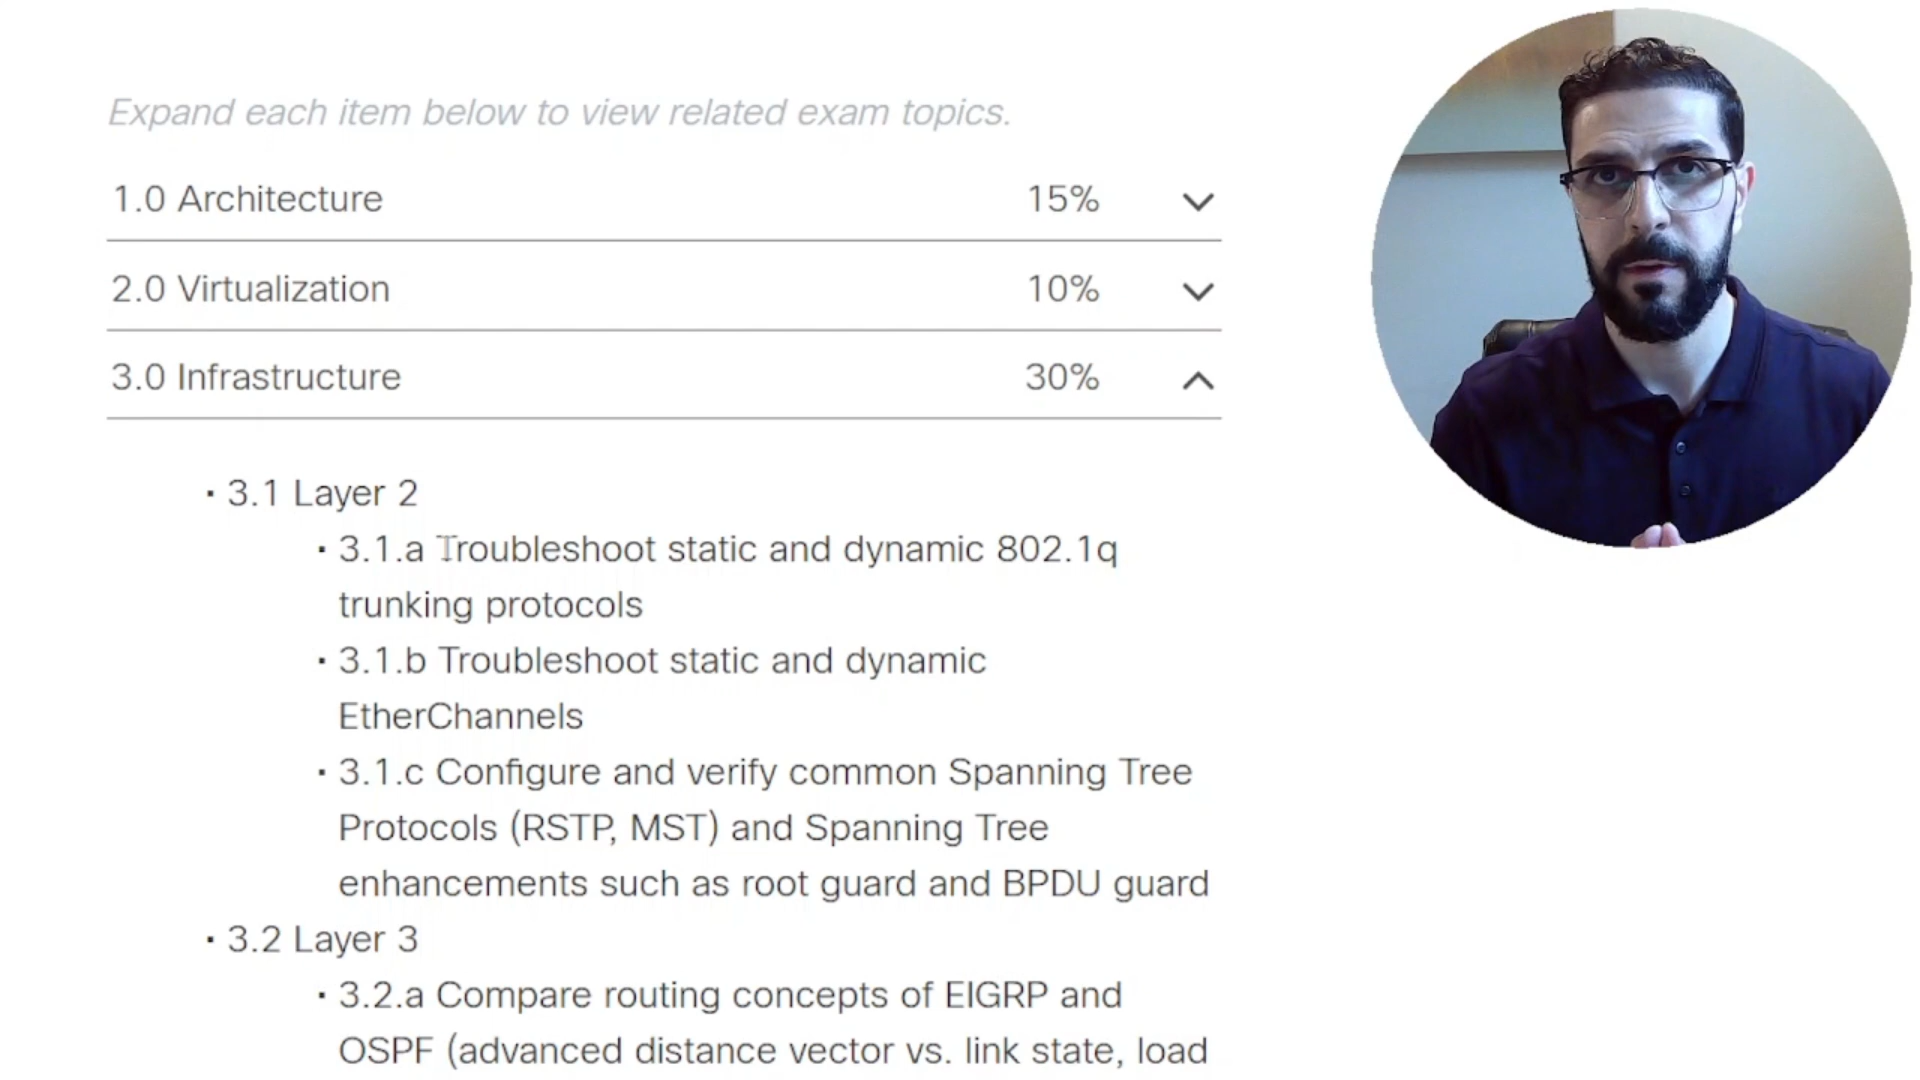 Expand each item below to view related exam topics.
1.0 Architecture 15%
2.0 Virtualization 10%
3.0 Infrastructure 30%
· 3.1 Layer 2
· 3.1.a Troubleshoot static and dynamic 802.1q
trunking protocols
· 3.1.b Troubleshoot static and dynamic
EtherChannels
· 3.1.c Configure and verify common Spanning Tree
Protocols (RSTP, MST) and Spanning Tree
enhancements such as root guard and BPDU guard
· 3.2 Layer 3
· 3.2.a Compare routing concepts of EIGRP and
OSPF (advanced distance vector vs. link state, load